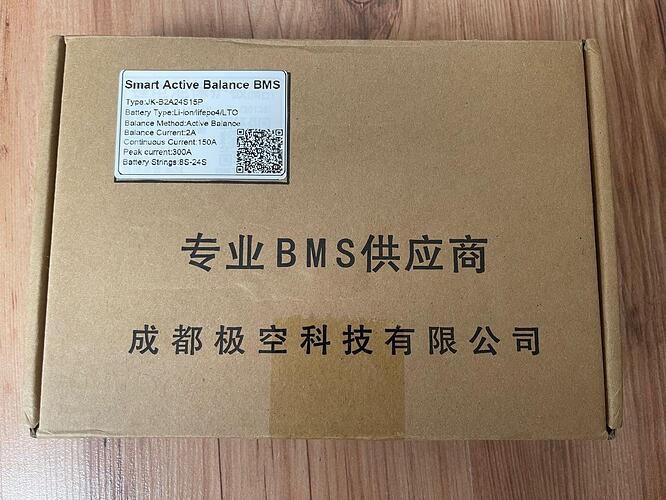 Smart Active Balance BMS
Type:JK-B2A24S15P
Battery Type:Li-ion/lifepo4/LTO
Balance Method:Active Balance
Balance Current:2A
Continuous Current:150A
Peak current:300A
Battery Strings:8S-24S
专业BMS供应商
成都极空科技有限公司